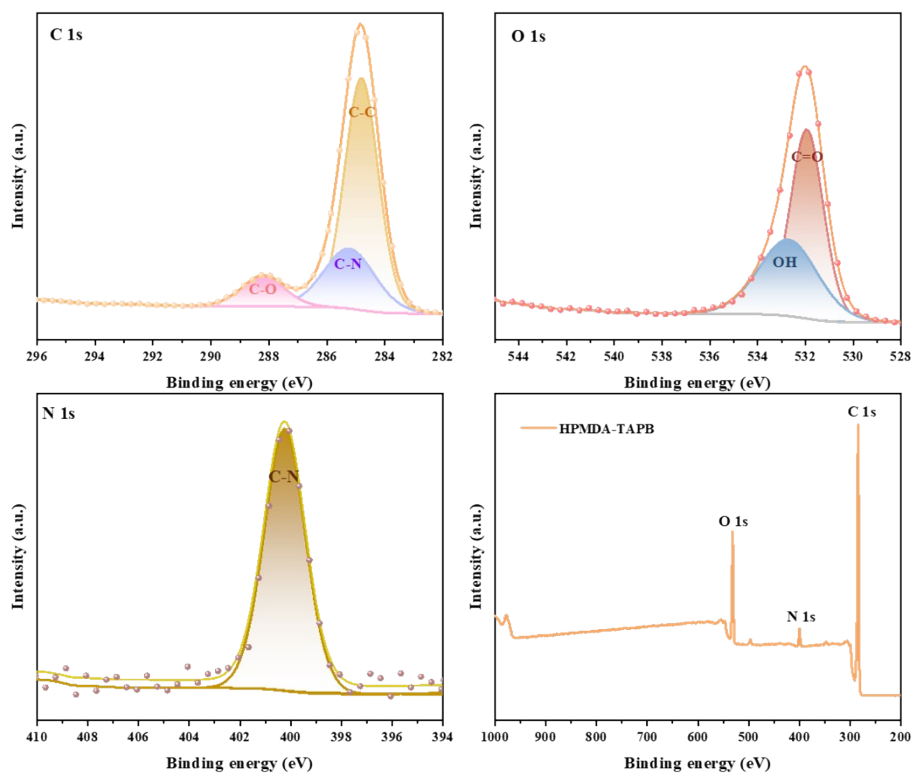 C 1s
C-C
C-N
C-O
Intensity (a.u.)
296 294 292 290 288 286 284 282
Binding energy (eV)
O 1s
C=O
OH
Intensity (a.u.)
544 542 540 538 536 534 532 530 528
Binding energy (eV)
N 1s
C-N
Intensity (a.u.)
410 408 406 404 402 400 398 396 394
Binding energy (eV)
C 1s
HPMDA-TAPB
O 1s
N 1s
Intensity (a.u.)
1000 900 800 700 600 500 400 300 200
Binding energy (eV)